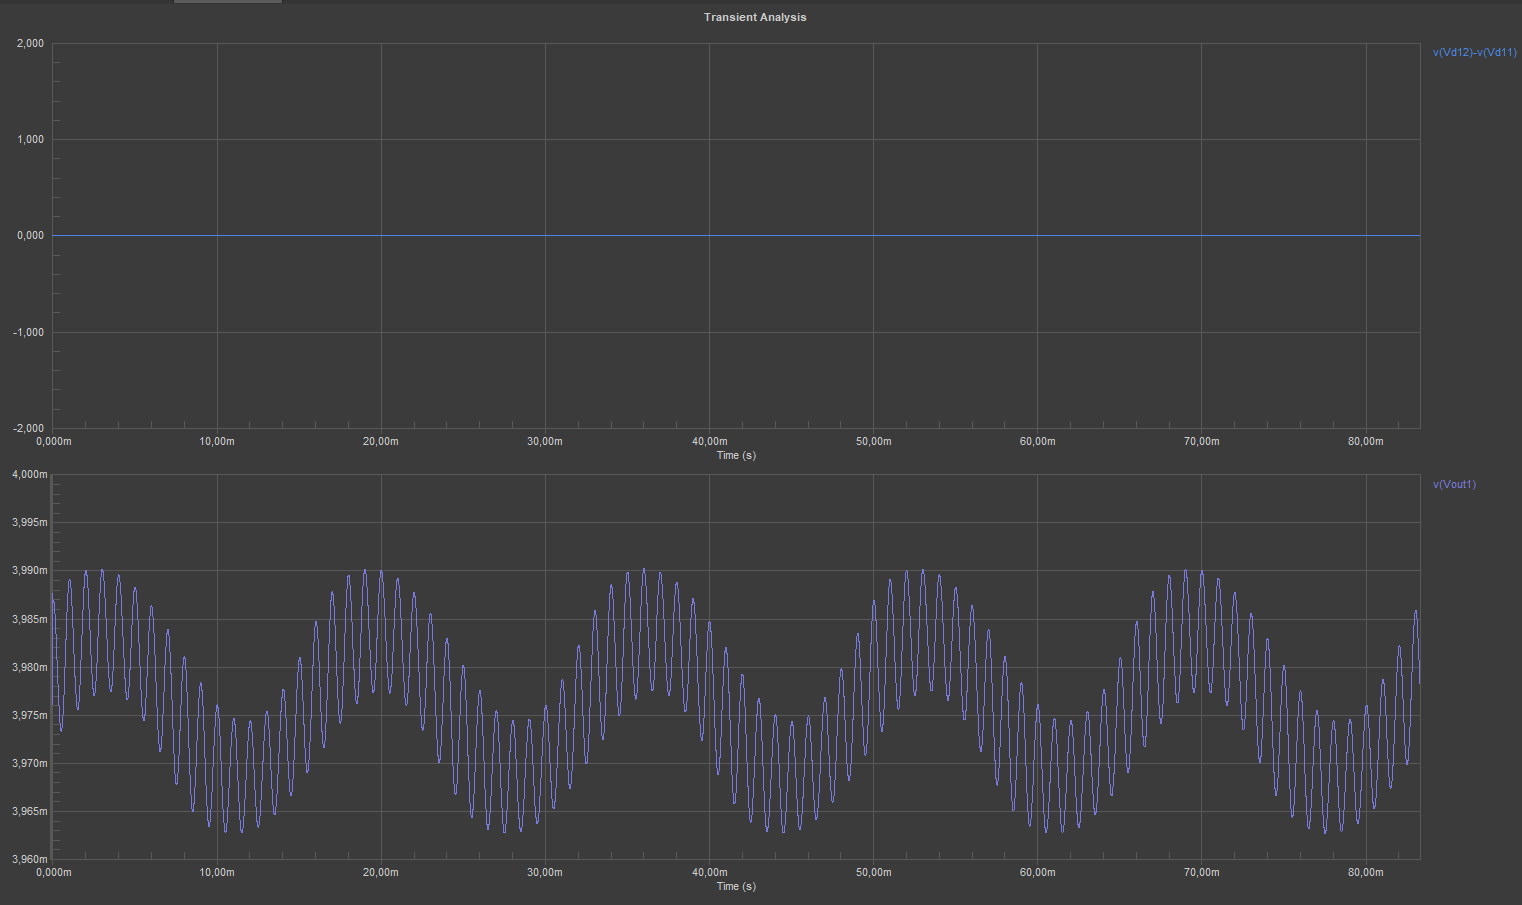 Transient Analysis
2,000
v(Vd12)-v(Vd11)
1,000
0,000
-1,000
-2,000
0,000m 10,00m 20,00m 30,00m 40,00m 50,00m 60,00m 70,00m 80,00m
Time (s)
4,000m
v(Vout1)
3,995m
3,990m
3,985m
3,980m
3,975m
3,970m
3,965m
3,960m
0,000m 10,00m 20,00m 30,00m 40,00m 50,00m 60,00m 70,00m 80,00m
Time (s)